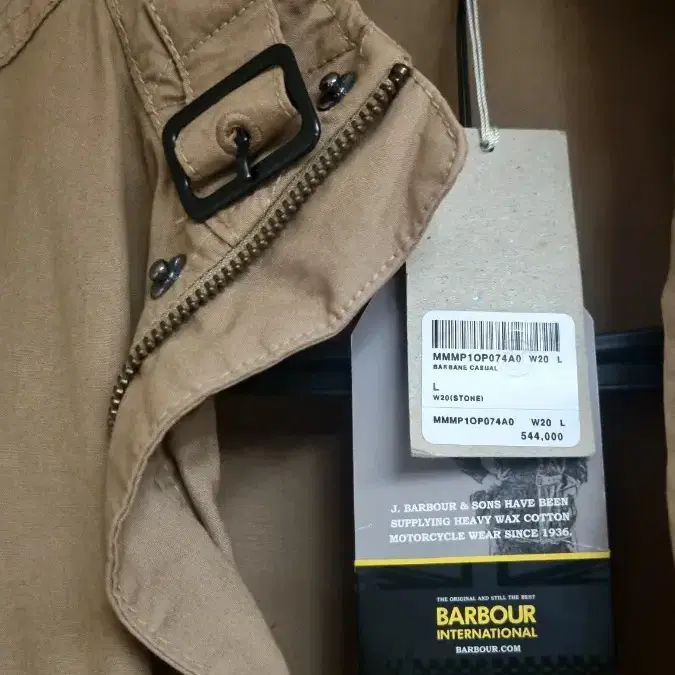 MMMP1OP074A0 W20 L
BARBANE CASUAL
L
W20(STONE)
MMMP1OP074A0 W20 L
544,000
J. BARBOUR & SONS HAVE BEEN
SUPPLYING HEAVY WAX COTTON
MOTORCYCLE WEAR SINCE 1936.
THE ORIGINAL AND STILL THE BEST
BARBOUR
INTERNATIONAL
BARBOUR.COM